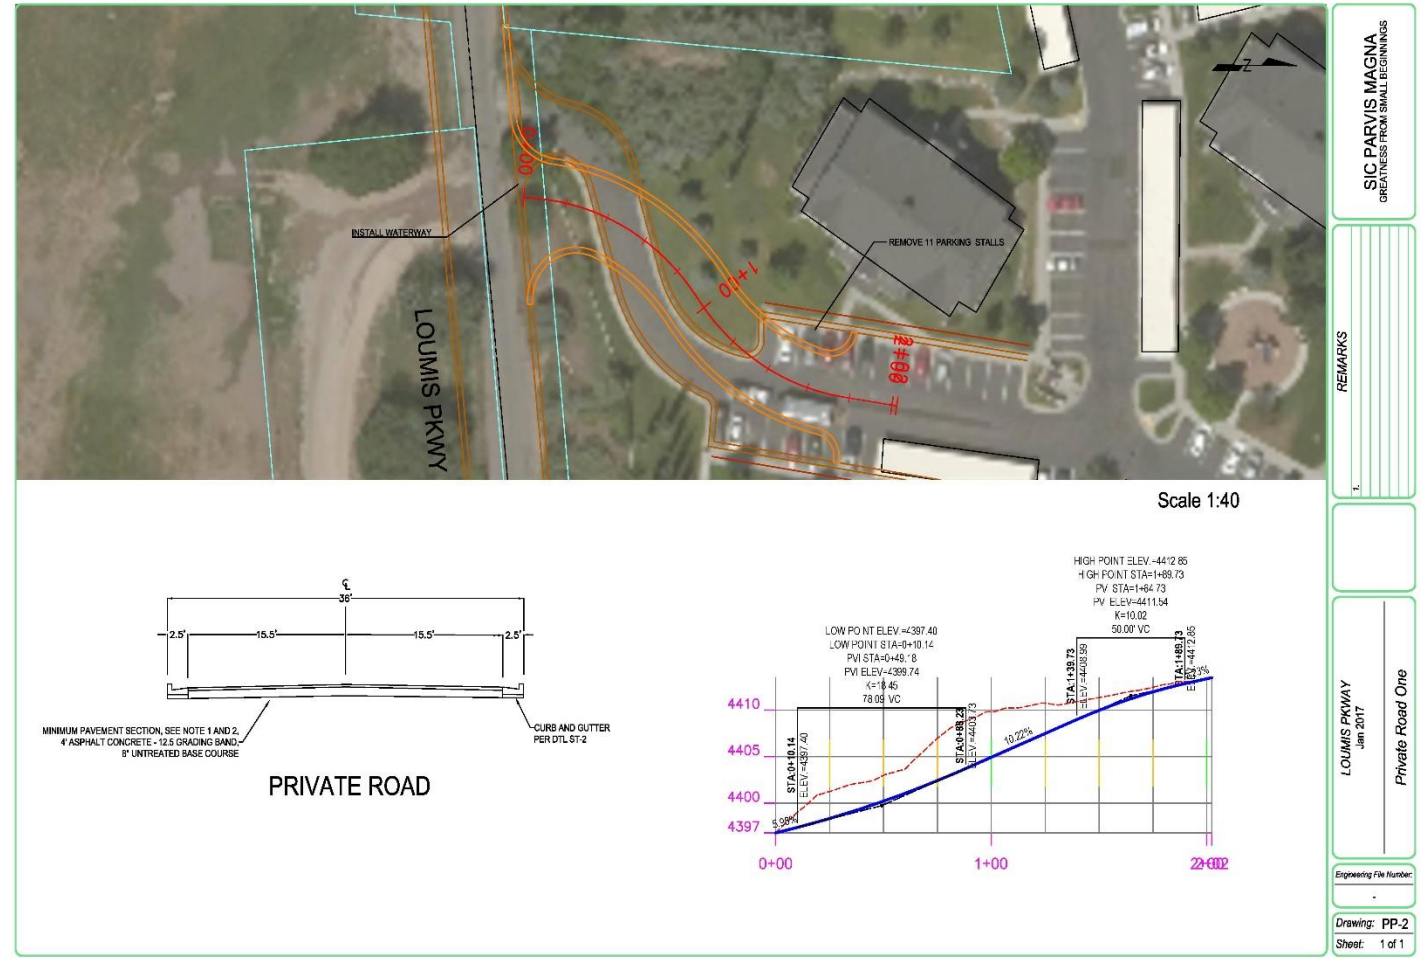 0+00
INSTALL WATERWAY
LOUMIS PKWY
1+00
REMOVE 11 PARKING STALLS
Z
Scale 1:40
℄
36'
2.5'
15.5'
15.5'
2.5'
MINIMUM PAVEMENT SECTION, SEE NOTE 1 AND 2,
4" ASPHALT CONCRETE - 12.5 GRADING BAND,
8" UNTREATED BASE COURSE
CURB AND GUTTER
PER DTL ST-2
PRIVATE ROAD
LOW POINT ELEV.=4397.40
LOW POINT STA=0+10.14
PVI STA=0+49.18
PVI ELEV=4399.74
K=18.45
78.09' VC
HIGH POINT ELEV.=4412.85
HIGH POINT STA=1+89.73
PVI STA=1+64.73
PVI ELEV=4411.54
K=10.02
50.00' VC
STA:0+10.14
ELEV.=4397.40
STA:0+88.23
ELEV.=4403.73
STA:1+39.73
ELEV.=4408.99
STA:1+89.73
ELEV.=4412.85
10.22%
4410
4405
4400
4397
0+00
1+00
SIC PARVIS MAGNA
GREATNESS FROM SMALL BEGINNINGS
REMARKS
1.
LOUMIS PKWAY
Jan 2017
Private Road One
Engineering File Number:
-
Drawing: PP-2
Sheet: 1 of 1